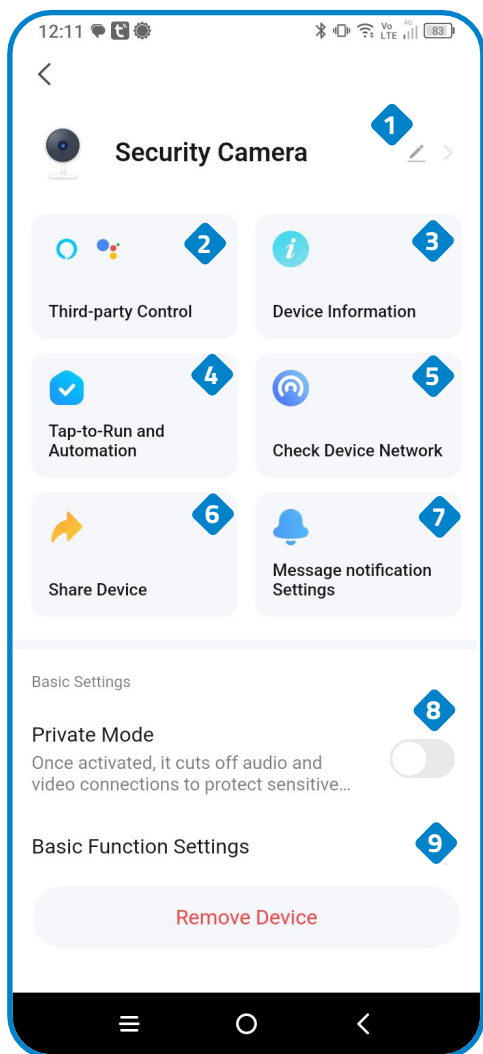 12:11 Vo LTE 4G 83
1
Security Camera
2 3
Third-party Control Device Information
4 5
Tap-to-Run and
Automation Check Device Network
6 7
Message notification
Share Device Settings
Basic Settings
8
Private Mode
Once activated, it cuts off audio and
video connections to protect sensitive...
Basic Function Settings 9
Remove Device